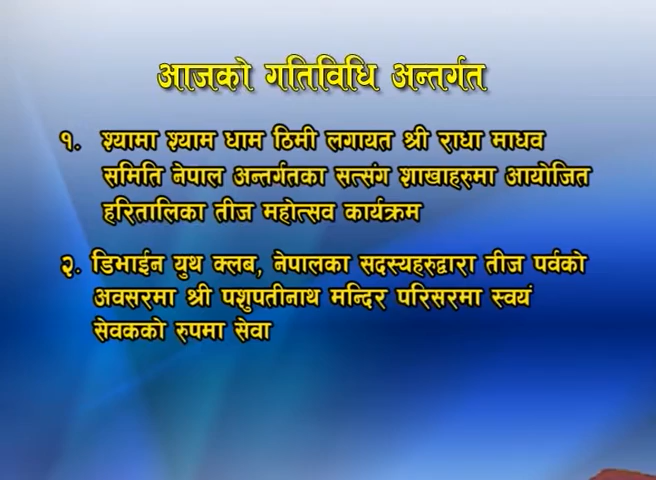 आजको गतिविधि अन्तर्गत
१. श्यामा श्याम धाम ठिमी लगायत श्री राधा माधव
समिति नेपाल अन्तर्गतका सत्संग शाखाहरुमा आयोजित
हरितालिका तीज महोत्सव कार्यक्रम
२. डिभाईन युथ क्लब, नेपालका सदस्यहरुद्वारा तीज पर्वको
अवसरमा श्री पशुपतीनाथ मन्दिर परिसरमा स्वयं
सेवकको रुपमा सेवा